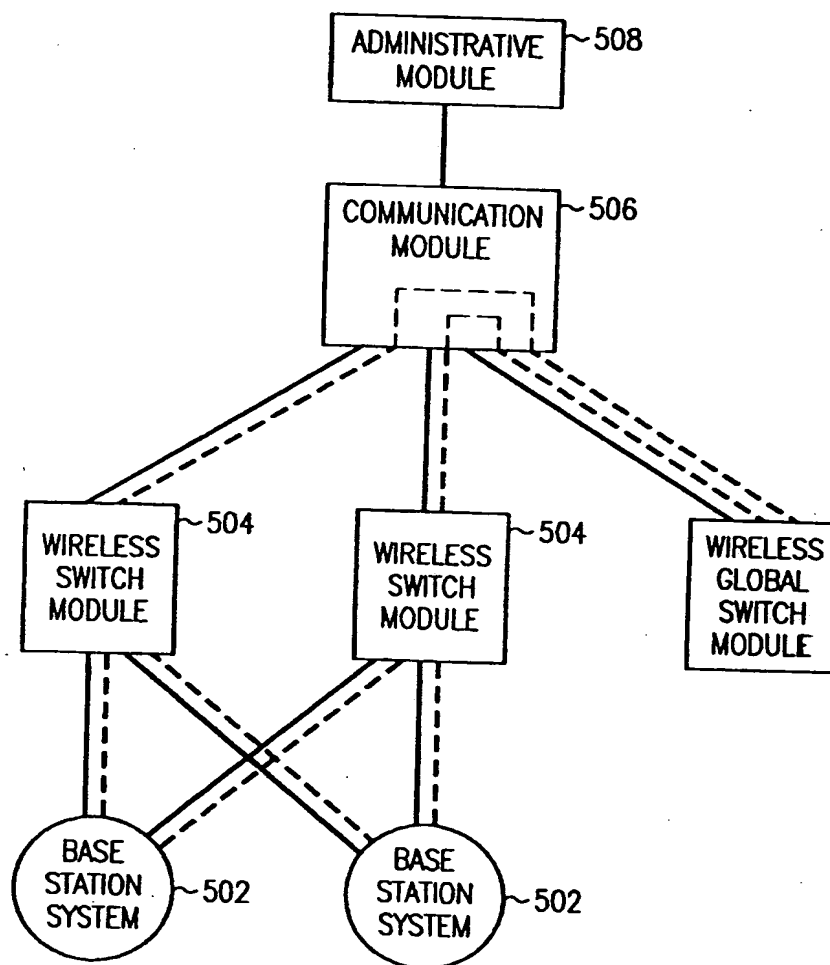 ADMINISTRATIVE
MODULE
508
COMMUNICATION
MODULE
506
WIRELESS
SWITCH
MODULE
504
WIRELESS
SWITCH
MODULE
504
WIRELESS
GLOBAL
SWITCH
MODULE
BASE
STATION
SYSTEM
502
BASE
STATION
SYSTEM
502